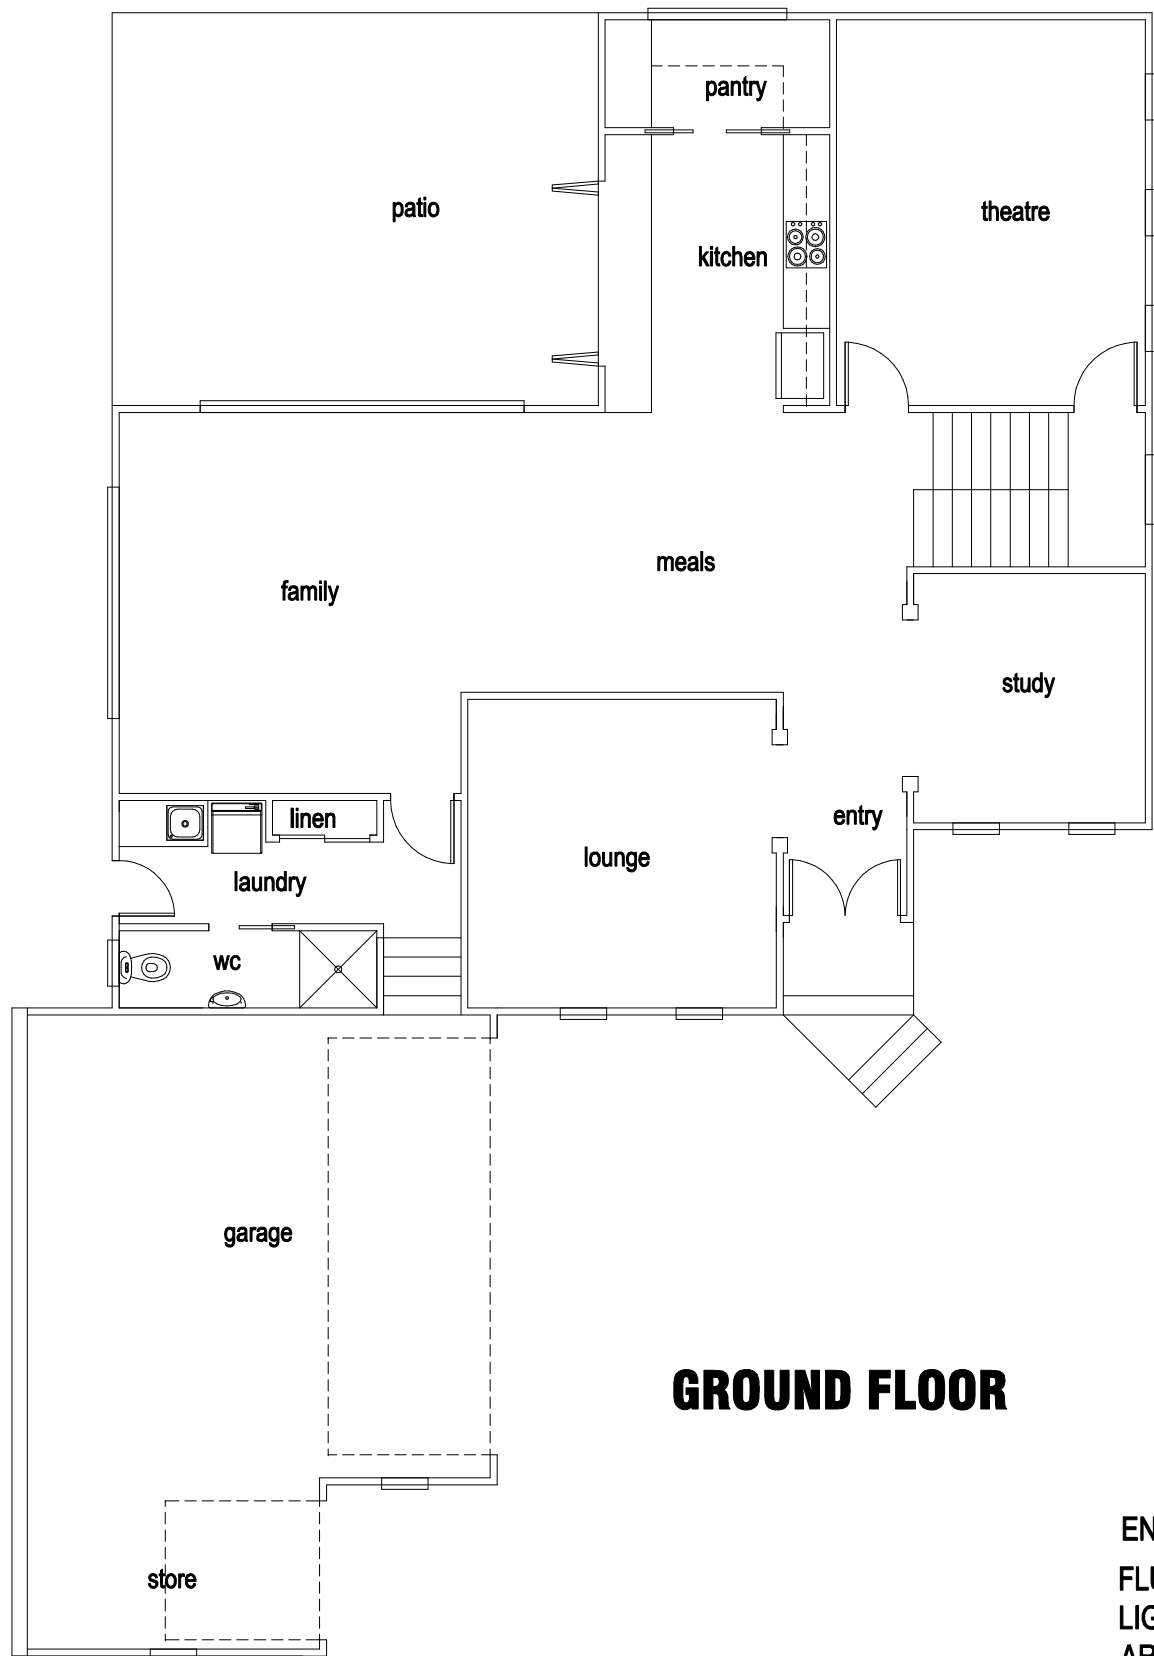 pantry
patio
theatre
kitchen
meals
family
study
linen
entry
lounge
laundry
wc
garage
GROUND FLOOR
store